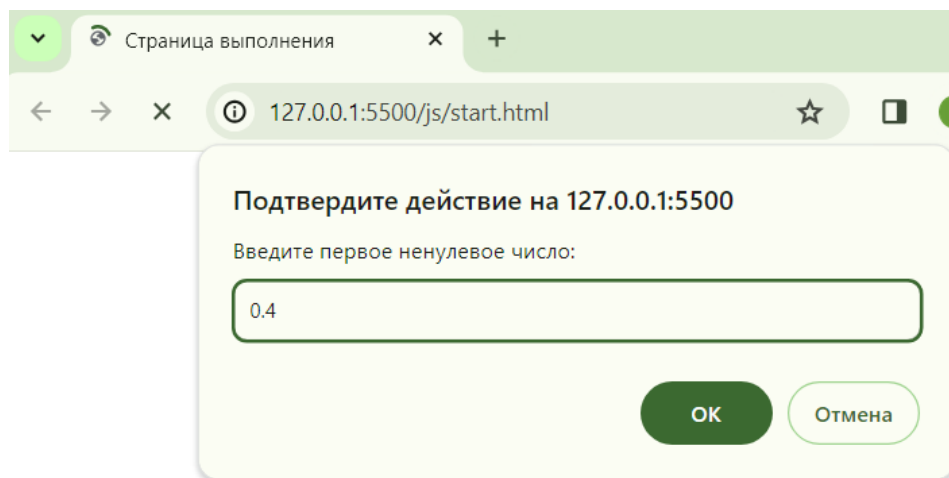 Страница выполнения
127.0.0.1:5500/js/start.html
Подтвердите действие на 127.0.0.1:5500
Введите первое ненулевое число:
0.4
ОК Отмена